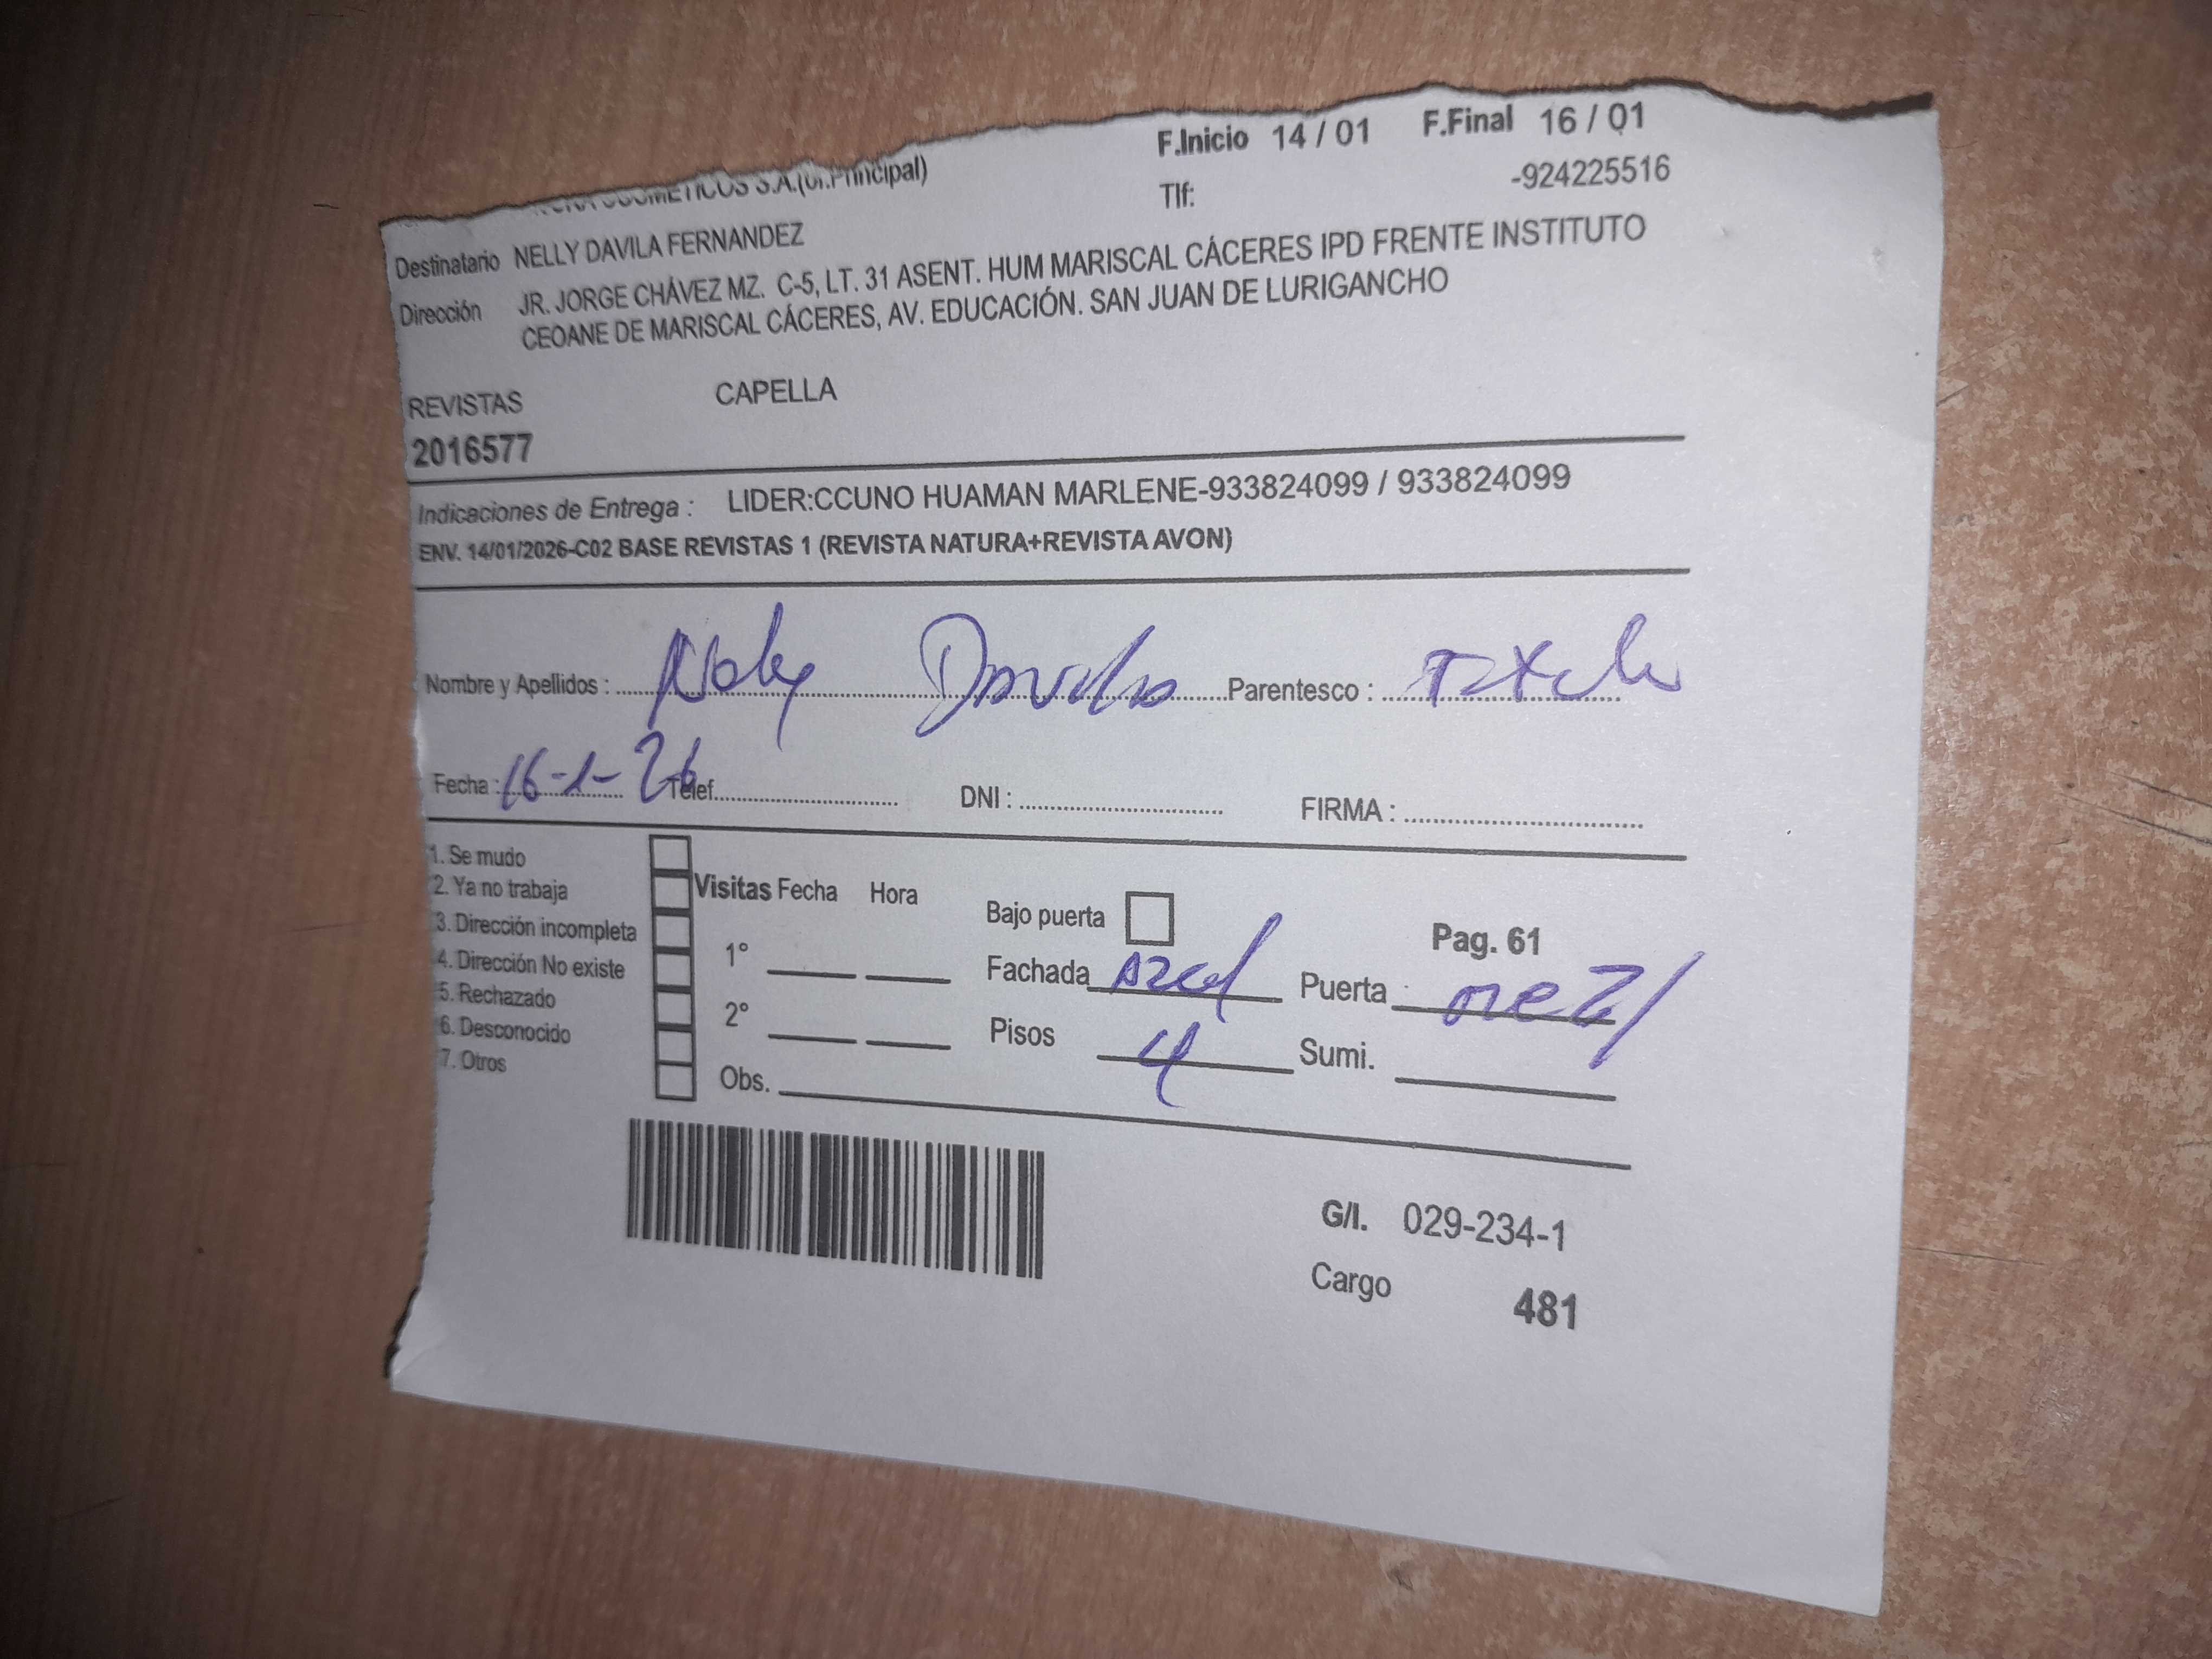 F.Inicio 14 / 01 F.Final 16 / 01
COSMETICOS S.A.(of.Principal) Tlf: -924225516
Destinatario NELLY DAVILA FERNANDEZ
Dirección JR. JORGE CHÁVEZ MZ. C-5, LT. 31 ASENT. HUM MARISCAL CÁCERES IPD FRENTE INSTITUTO
CEOANE DE MARISCAL CÁCERES, AV. EDUCACIÓN. SAN JUAN DE LURIGANCHO
REVISTAS CAPELLA
2016577
Indicaciones de Entrega : LIDER:CCUNO HUAMAN MARLENE-933824099 / 933824099
ENV. 14/01/2026-C02 BASE REVISTAS 1 (REVISTA NATURA+REVISTA AVON)
Nombre y Apellidos : Nely Davila Parentesco :
Fecha : 16-1-26 Telef. DNI : FIRMA :
1. Se mudo
2. Ya no trabaja
3. Dirección incompleta
4. Dirección No existe
5. Rechazado
6. Desconocido
7. Otros
Visitas Fecha Hora
1°
2°
Obs.
Bajo puerta Pag. 61
Fachada Azul Puerta
Pisos 4 Sumi.
G/I. 029-234-1
Cargo 481